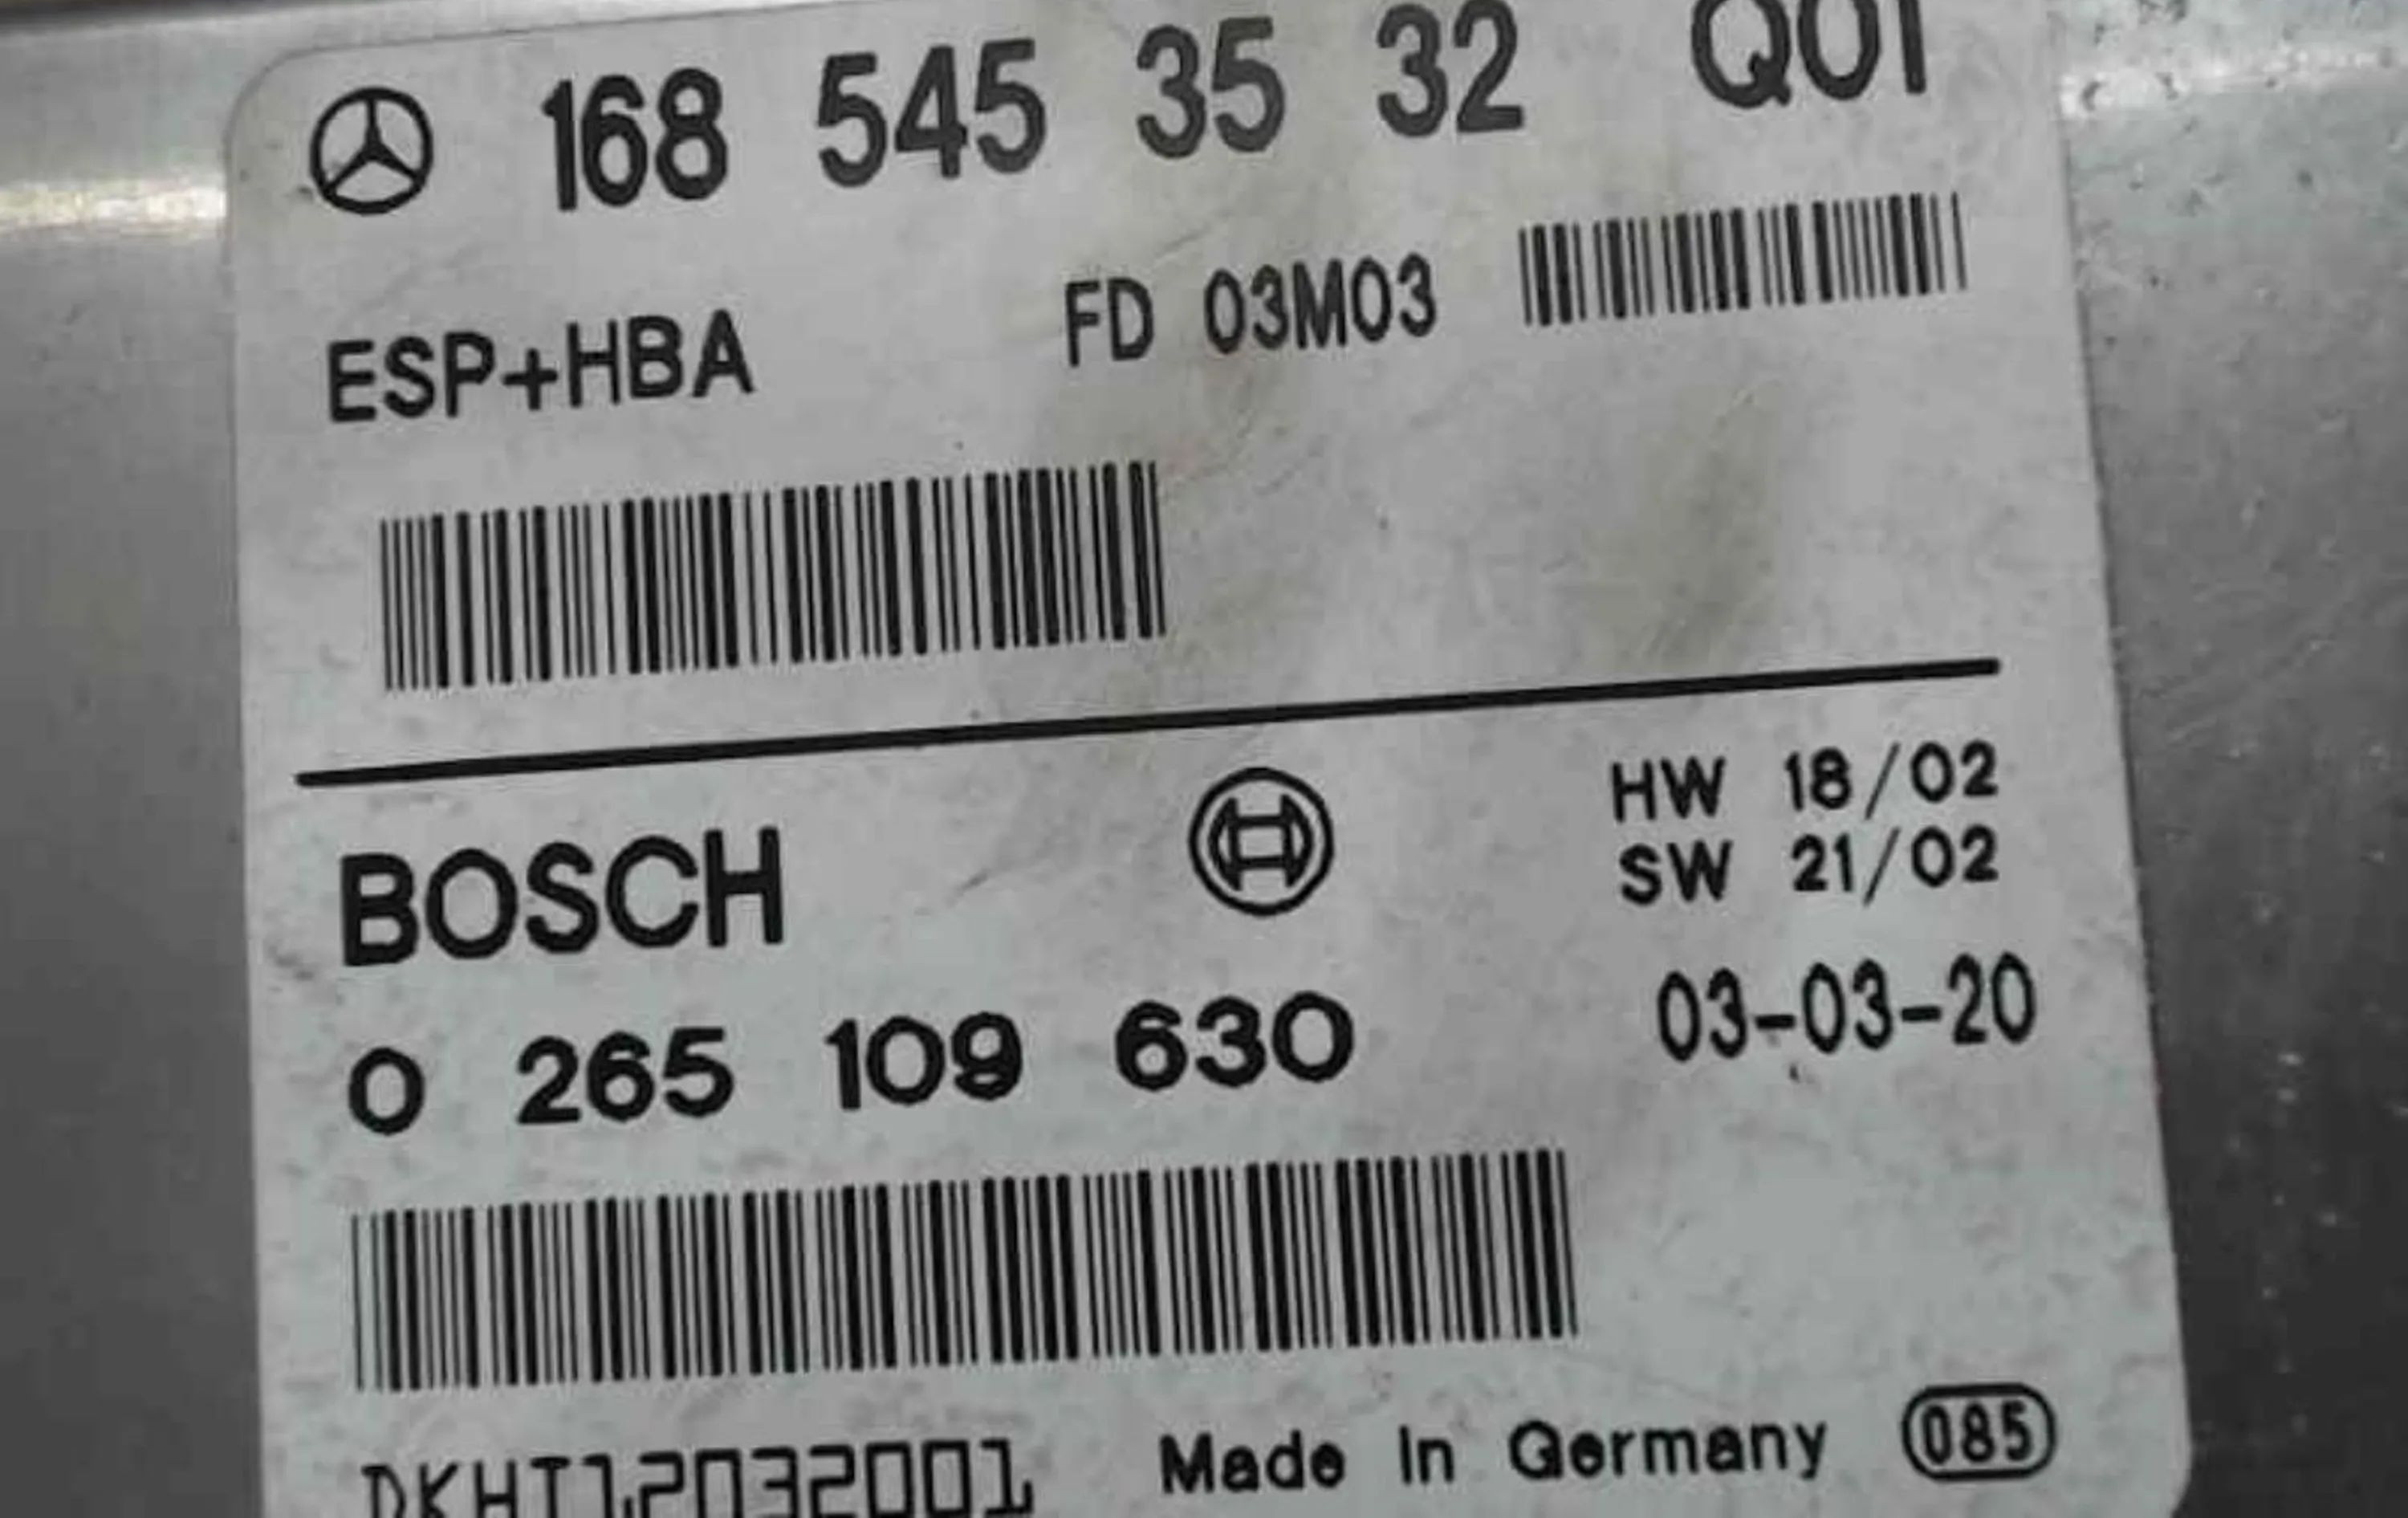 168 545 35 32 Q01
ESP+HBA FD 03M03
BOSCH HW 18/02
SW 21/02
0 265 109 630 03-03-20
Made In Germany 085